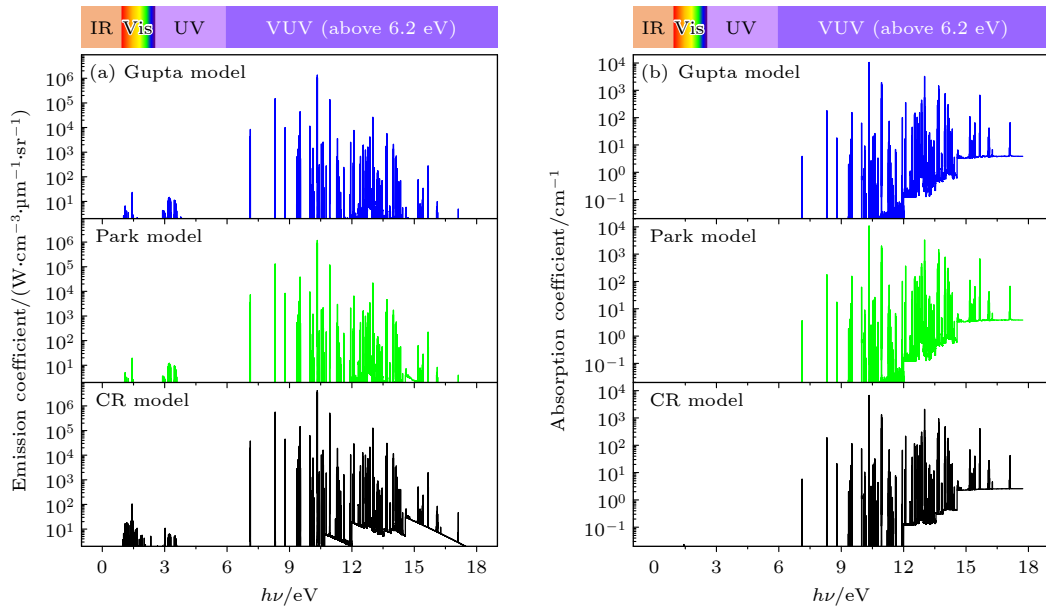 IR Vis UV VUV (above 6.2 eV)
IR Vis UV VUV (above 6.2 eV)
(a) Gupta model
10⁶
10⁵
10⁴
10³
10²
10¹
Park model
10⁶
10⁵
10⁴
10³
10²
10¹
CR model
10⁶
10⁵
10⁴
10³
10²
10¹
0 3 6 9 12 15 18
hν/eV
Emission coefficient/(W·cm⁻³·μm⁻¹·sr⁻¹)
(b) Gupta model
10⁴
10³
10²
10¹
10⁰
10⁻¹
Park model
10⁴
10³
10²
10¹
10⁰
10⁻¹
CR model
10⁴
10³
10²
10¹
10⁰
10⁻¹
0 3 6 9 12 15 18
hν/eV
Absorption coefficient/cm⁻¹